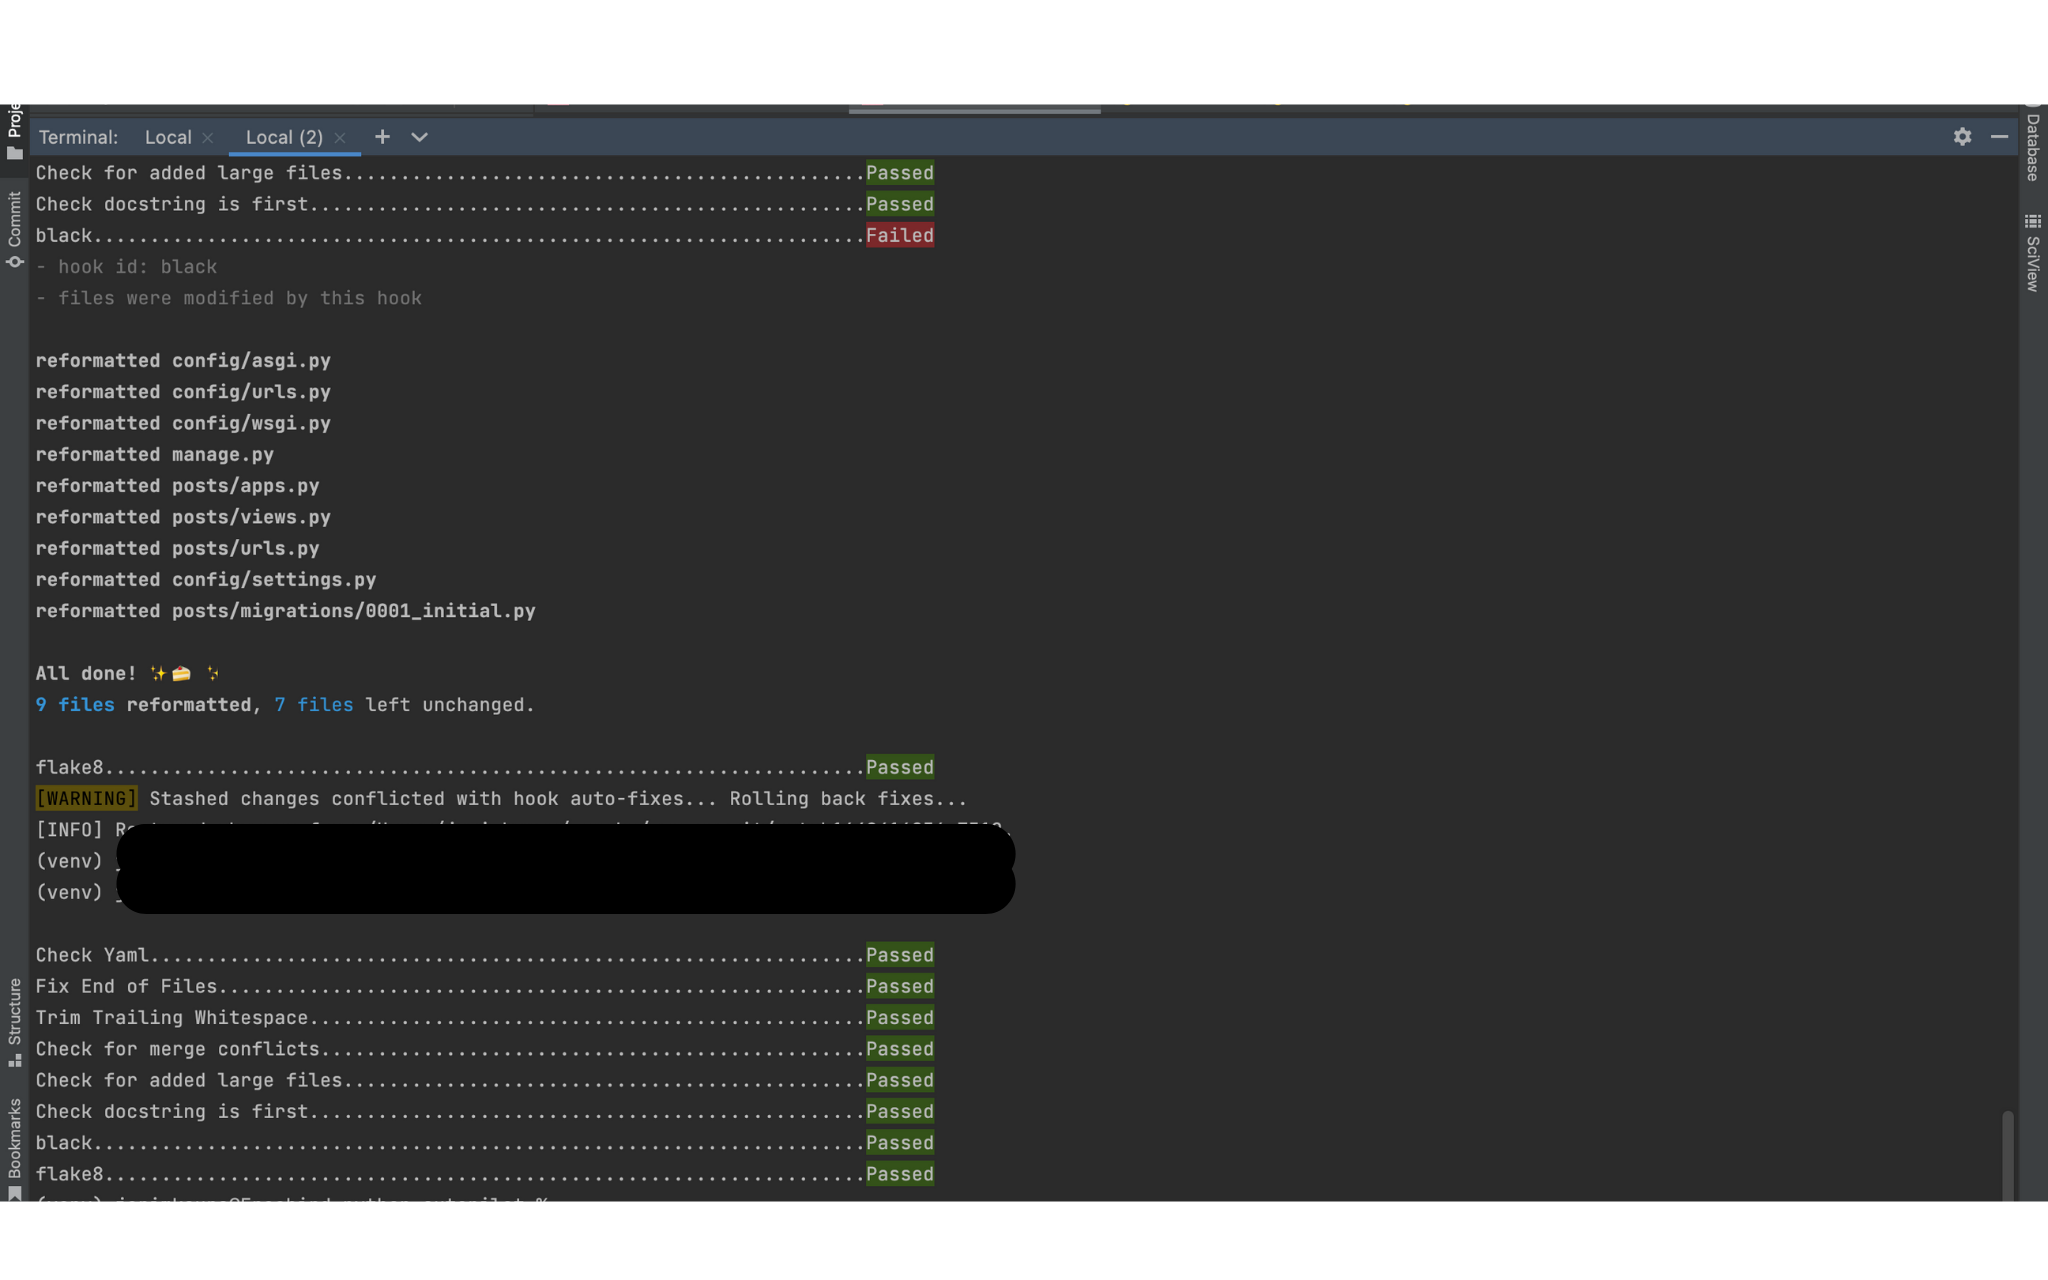 Project
Terminal: Local × Local (2) × +
Database
Commit
SciView
Check for added large files..............................................Passed
Check docstring is first.................................................Passed
black....................................................................Failed
- hook id: black
- files were modified by this hook
reformatted config/asgi.py
reformatted config/urls.py
reformatted config/wsgi.py
reformatted manage.py
reformatted posts/apps.py
reformatted posts/views.py
reformatted posts/urls.py
reformatted config/settings.py
reformatted posts/migrations/0001_initial.py
All done! ✨🍰 ✨
9 files reformatted, 7 files left unchanged.
flake8...................................................................Passed
[WARNING] Stashed changes conflicted with hook auto-fixes... Rolling back fixes...
[INFO]
(venv)
(venv)
Check Yaml...............................................................Passed
Fix End of Files.........................................................Passed
Trim Trailing Whitespace.................................................Passed
Check for merge conflicts................................................Passed
Check for added large files..............................................Passed
Check docstring is first.................................................Passed
black....................................................................Passed
flake8...................................................................Passed
Structure
Bookmarks